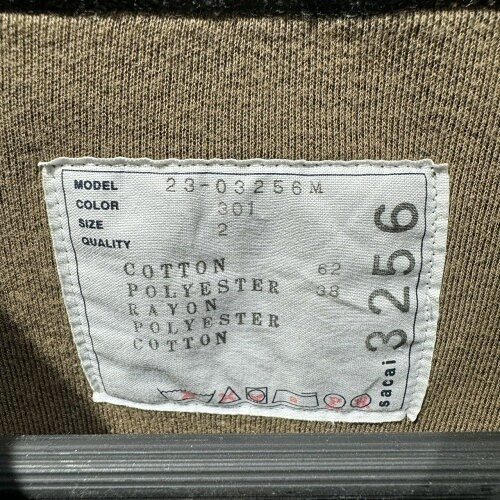 MODEL 23-03256M
COLOR 301
SIZE 2
QUALITY
COTTON 62
POLYESTER 38
RAYON
POLYESTER
COTTON
sacai 3256